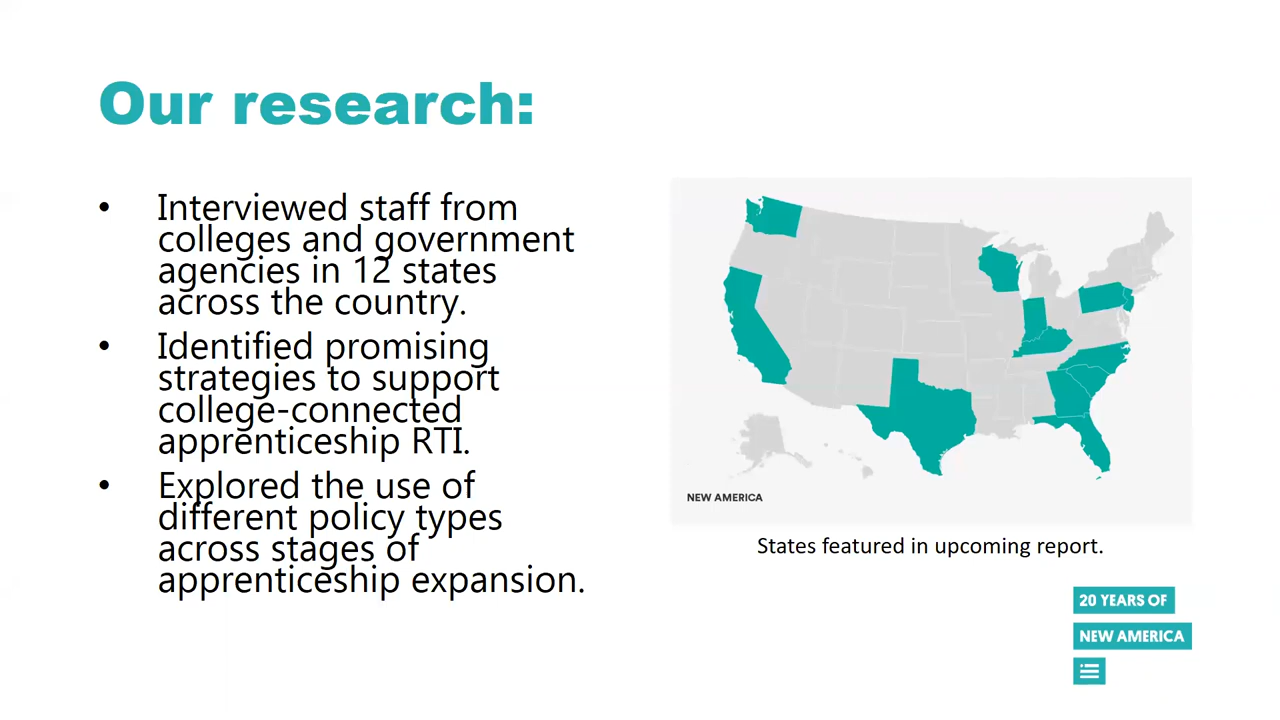 Our research:
• Interviewed staff from
colleges and government
agencies in 12 states
across the country.
• Identified promising
strategies to support
college-connected
apprenticeship RTI.
• Explored the use of
different policy types
across stages of
apprenticeship expansion.
NEW AMERICA
States featured in upcoming report.
20 YEARS OF
NEW AMERICA